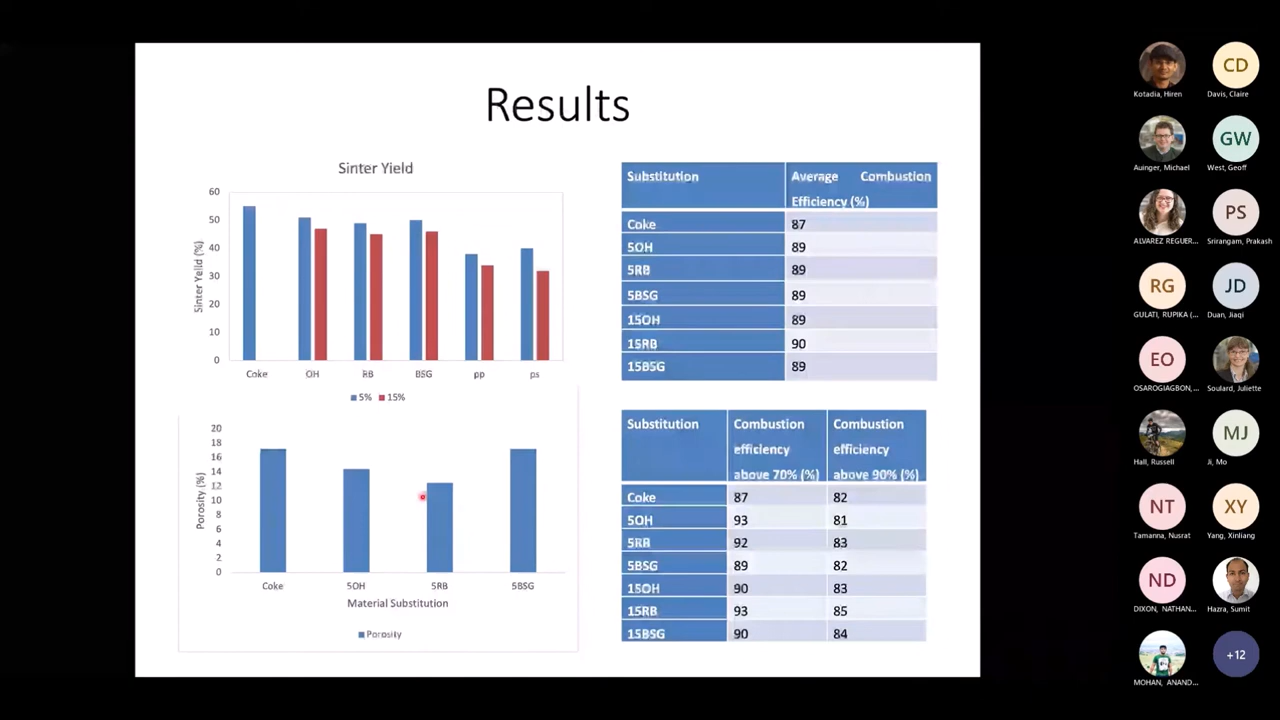 Results
Sinter Yield
60
50
40
30
20
10
0
Sinter Yeild (%)
Coke OH RB BSG pp ps
5% 15%
20
18
16
14
12
10
8
6
4
2
0
Porosity (%)
Coke 5OH 5RB 5BSG
Material Substitution
Porosity
Substitution Average Combustion
Efficiency (%)
Coke 87
5OH 89
5RB 89
5BSG 89
15OH 89
15RB 90
15BSG 89
Substitution Combustion Combustion
efficiency efficiency
above 70% (%) above 90% (%)
Coke 87 82
5OH 93 81
5RB 92 83
5BSG 89 82
15OH 90 83
15RB 93 85
15BSG 90 84
CD
Kotadia, Hiren Davis, Claire
GW
Auinger, Michael West, Geoff
PS
ALVAREZ REGUER... Srirangam, Prakash
RG JD
GULATI, RUPIKA (... Duan, Jiaqi
EO
OSAROGIAGBON,... Soulard, Juliette
MJ
Hall, Russell Ji, Mo
NT XY
Tamanna, Nusrat Yang, Xinliang
ND
DIXON, NATHAN... Hazra, Sumit
+12
MOHAN, ANAND...